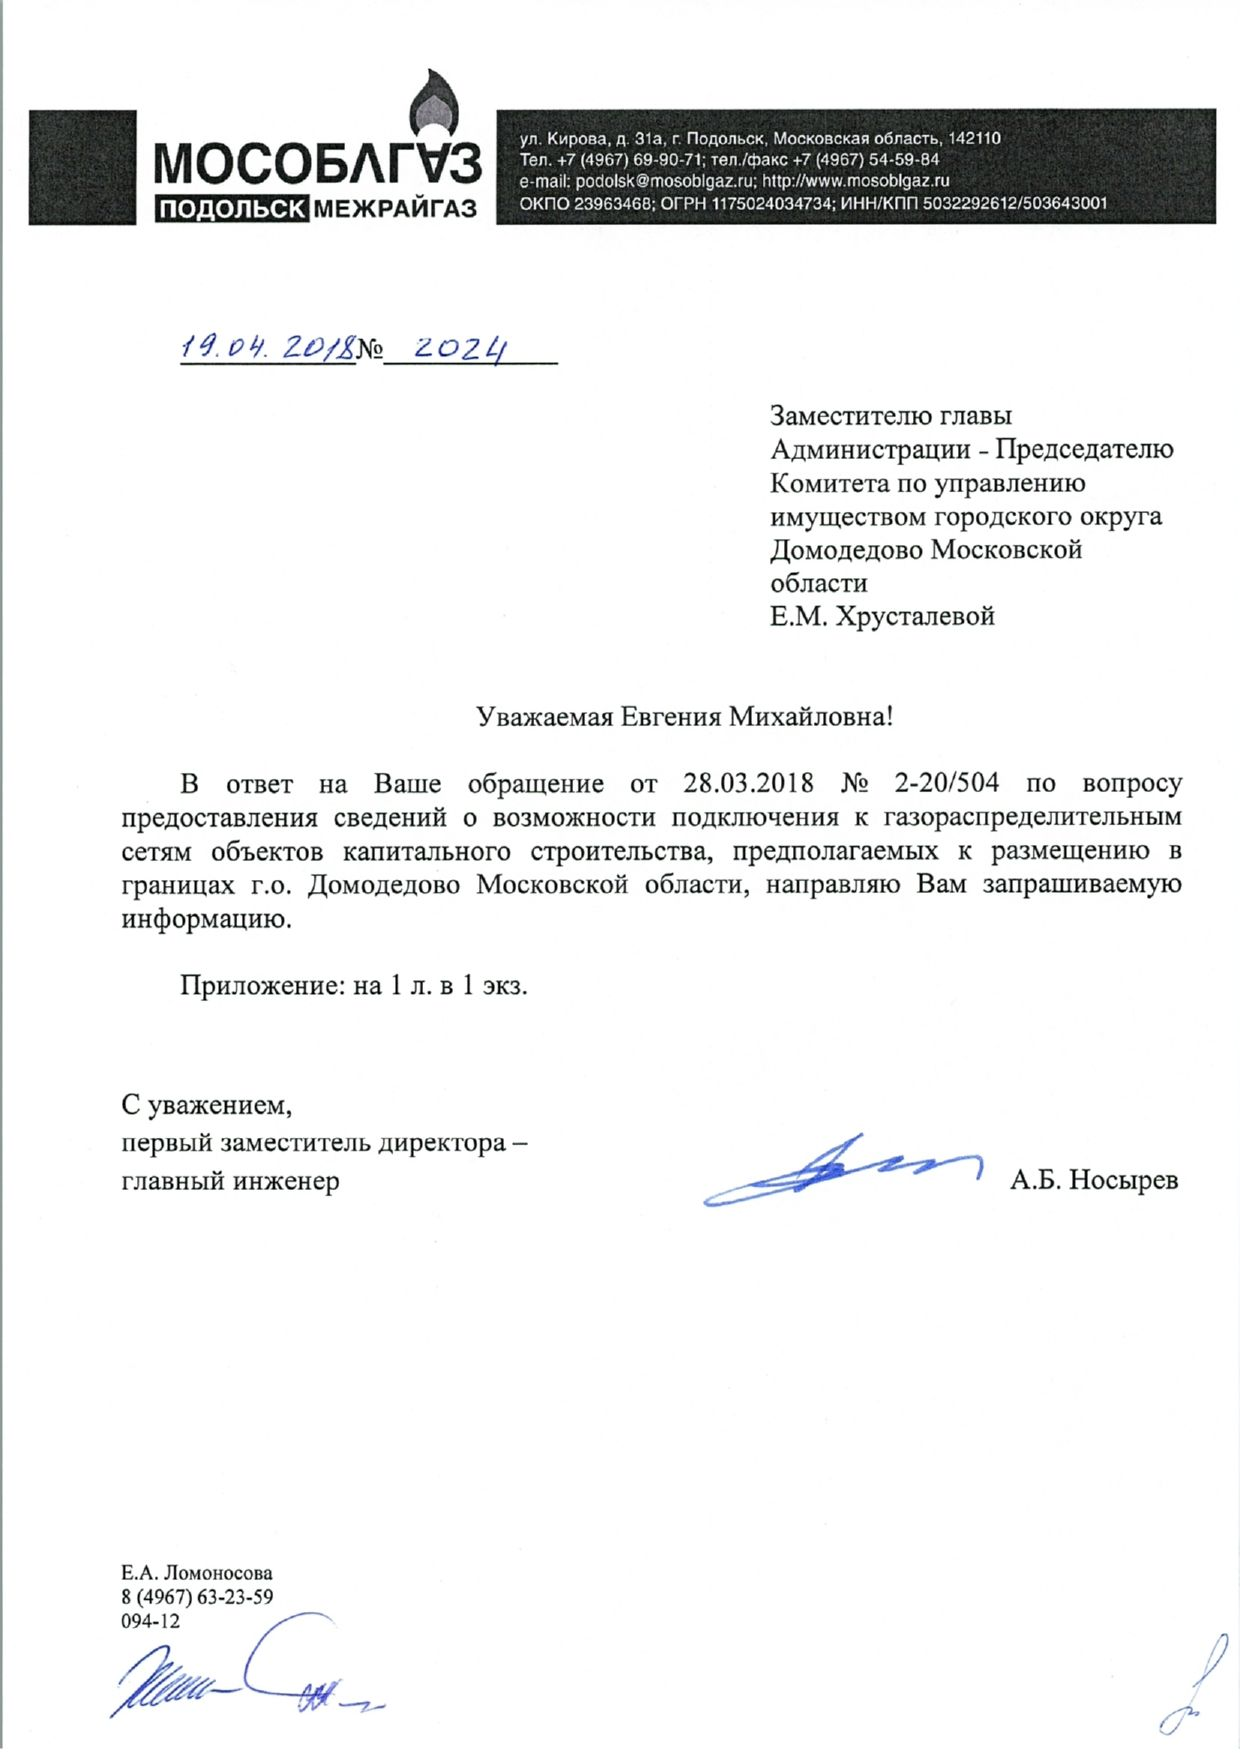 МОСОБЛГАЗ
ПОДОЛЬСК МЕЖРАЙГАЗ
ул. Кирова, д. 31а, г. Подольск, Московская область, 142110
Тел. +7 (4967) 69-90-71; тел./факс +7 (4967) 54-59-84
e-mail: podolsk@mosoblgaz.ru; http://www.mosoblgaz.ru
ОКПО 23963468; ОГРН 1175024034734; ИНН/КПП 5032292612/503643001
19.04.2018 № 2024
Заместителю главы
Администрации - Председателю
Комитета по управлению
имуществом городского округа
Домодедово Московской
области
Е.М. Хрусталевой
Уважаемая Евгения Михайловна!
В ответ на Ваше обращение от 28.03.2018 № 2-20/504 по вопросу
предоставления сведений о возможности подключения к газораспределительным
сетям объектов капитального строительства, предполагаемых к размещению в
границах г.о. Домодедово Московской области, направляю Вам запрашиваемую
информацию.
Приложение: на 1 л. в 1 экз.
С уважением,
первый заместитель директора –
главный инженер
А.Б. Носырев
Е.А. Ломоносова
8 (4967) 63-23-59
094-12